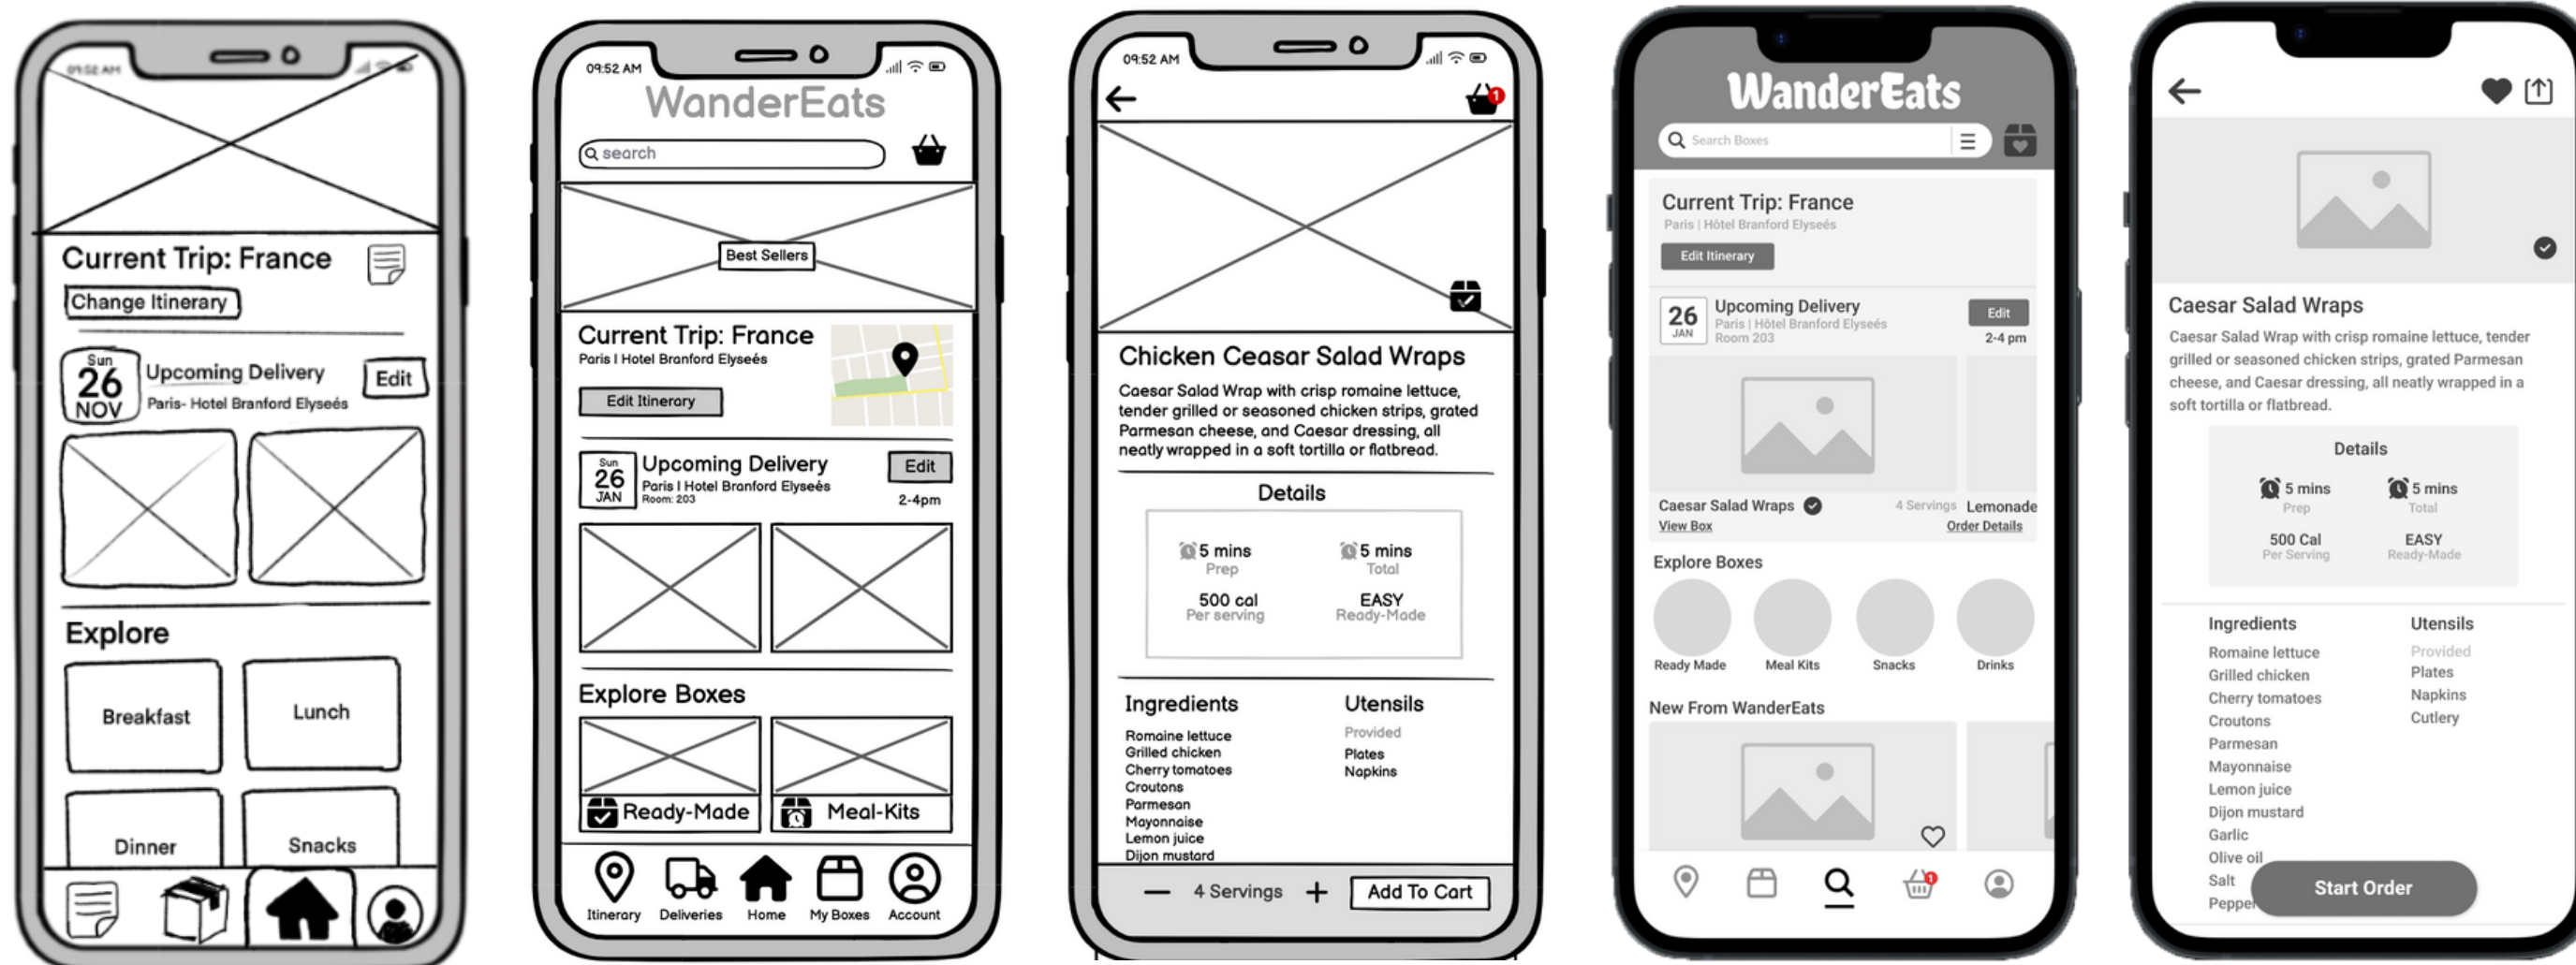 09:52 AM
Current Trip: France
Change Itinerary
Sun
26
NOV
Upcoming Delivery
Paris- Hotel Branford Elyseés
Edit
Explore
Breakfast
Lunch
Dinner
Snacks
09:52 AM
WanderEats
search
Best Sellers
Current Trip: France
Paris | Hotel Branford Elyseés
Edit Itinerary
Sun
26
JAN
Upcoming Delivery
Paris | Hotel Branford Elyseés
Room: 203
Edit
2-4pm
Explore Boxes
Ready-Made
Meal-Kits
Itinerary
Deliveries
Home
My Boxes
Account
09:52 AM
1
Chicken Ceasar Salad Wraps
Caesar Salad Wrap with crisp romaine lettuce,
tender grilled or seasoned chicken strips, grated
Parmesan cheese, and Caesar dressing, all
neatly wrapped in a soft tortilla or flatbread.
Details
5 mins
Prep
5 mins
Total
500 cal
Per serving
EASY
Ready-Made
Ingredients
Romaine lettuce
Grilled chicken
Cherry tomatoes
Croutons
Parmesan
Mayonnaise
Lemon juice
Dijon mustard
Utensils
Provided
Plates
Napkins
4 Servings
Add To Cart
WanderEats
Search Boxes
Current Trip: France
Paris | Hôtel Branford Elyseés
Edit Itinerary
26
JAN
Upcoming Delivery
Paris | Hôtel Branford Elyseés
Room 203
Edit
2-4 pm
Caesar Salad Wraps
4 Servings
Lemonade
View Box
Order Details
Explore Boxes
Ready Made
Meal Kits
Snacks
Drinks
New From WanderEats
1
Caesar Salad Wraps
Caesar Salad Wrap with crisp romaine lettuce, tender
grilled or seasoned chicken strips, grated Parmesan
cheese, and Caesar dressing, all neatly wrapped in a
soft tortilla or flatbread.
Details
5 mins
Prep
5 mins
Total
500 Cal
Per Serving
EASY
Ready-Made
Ingredients
Romaine lettuce
Grilled chicken
Cherry tomatoes
Croutons
Parmesan
Mayonnaise
Lemon juice
Dijon mustard
Garlic
Olive oil
Salt
Pepper
Utensils
Provided
Plates
Napkins
Cutlery
Start Order